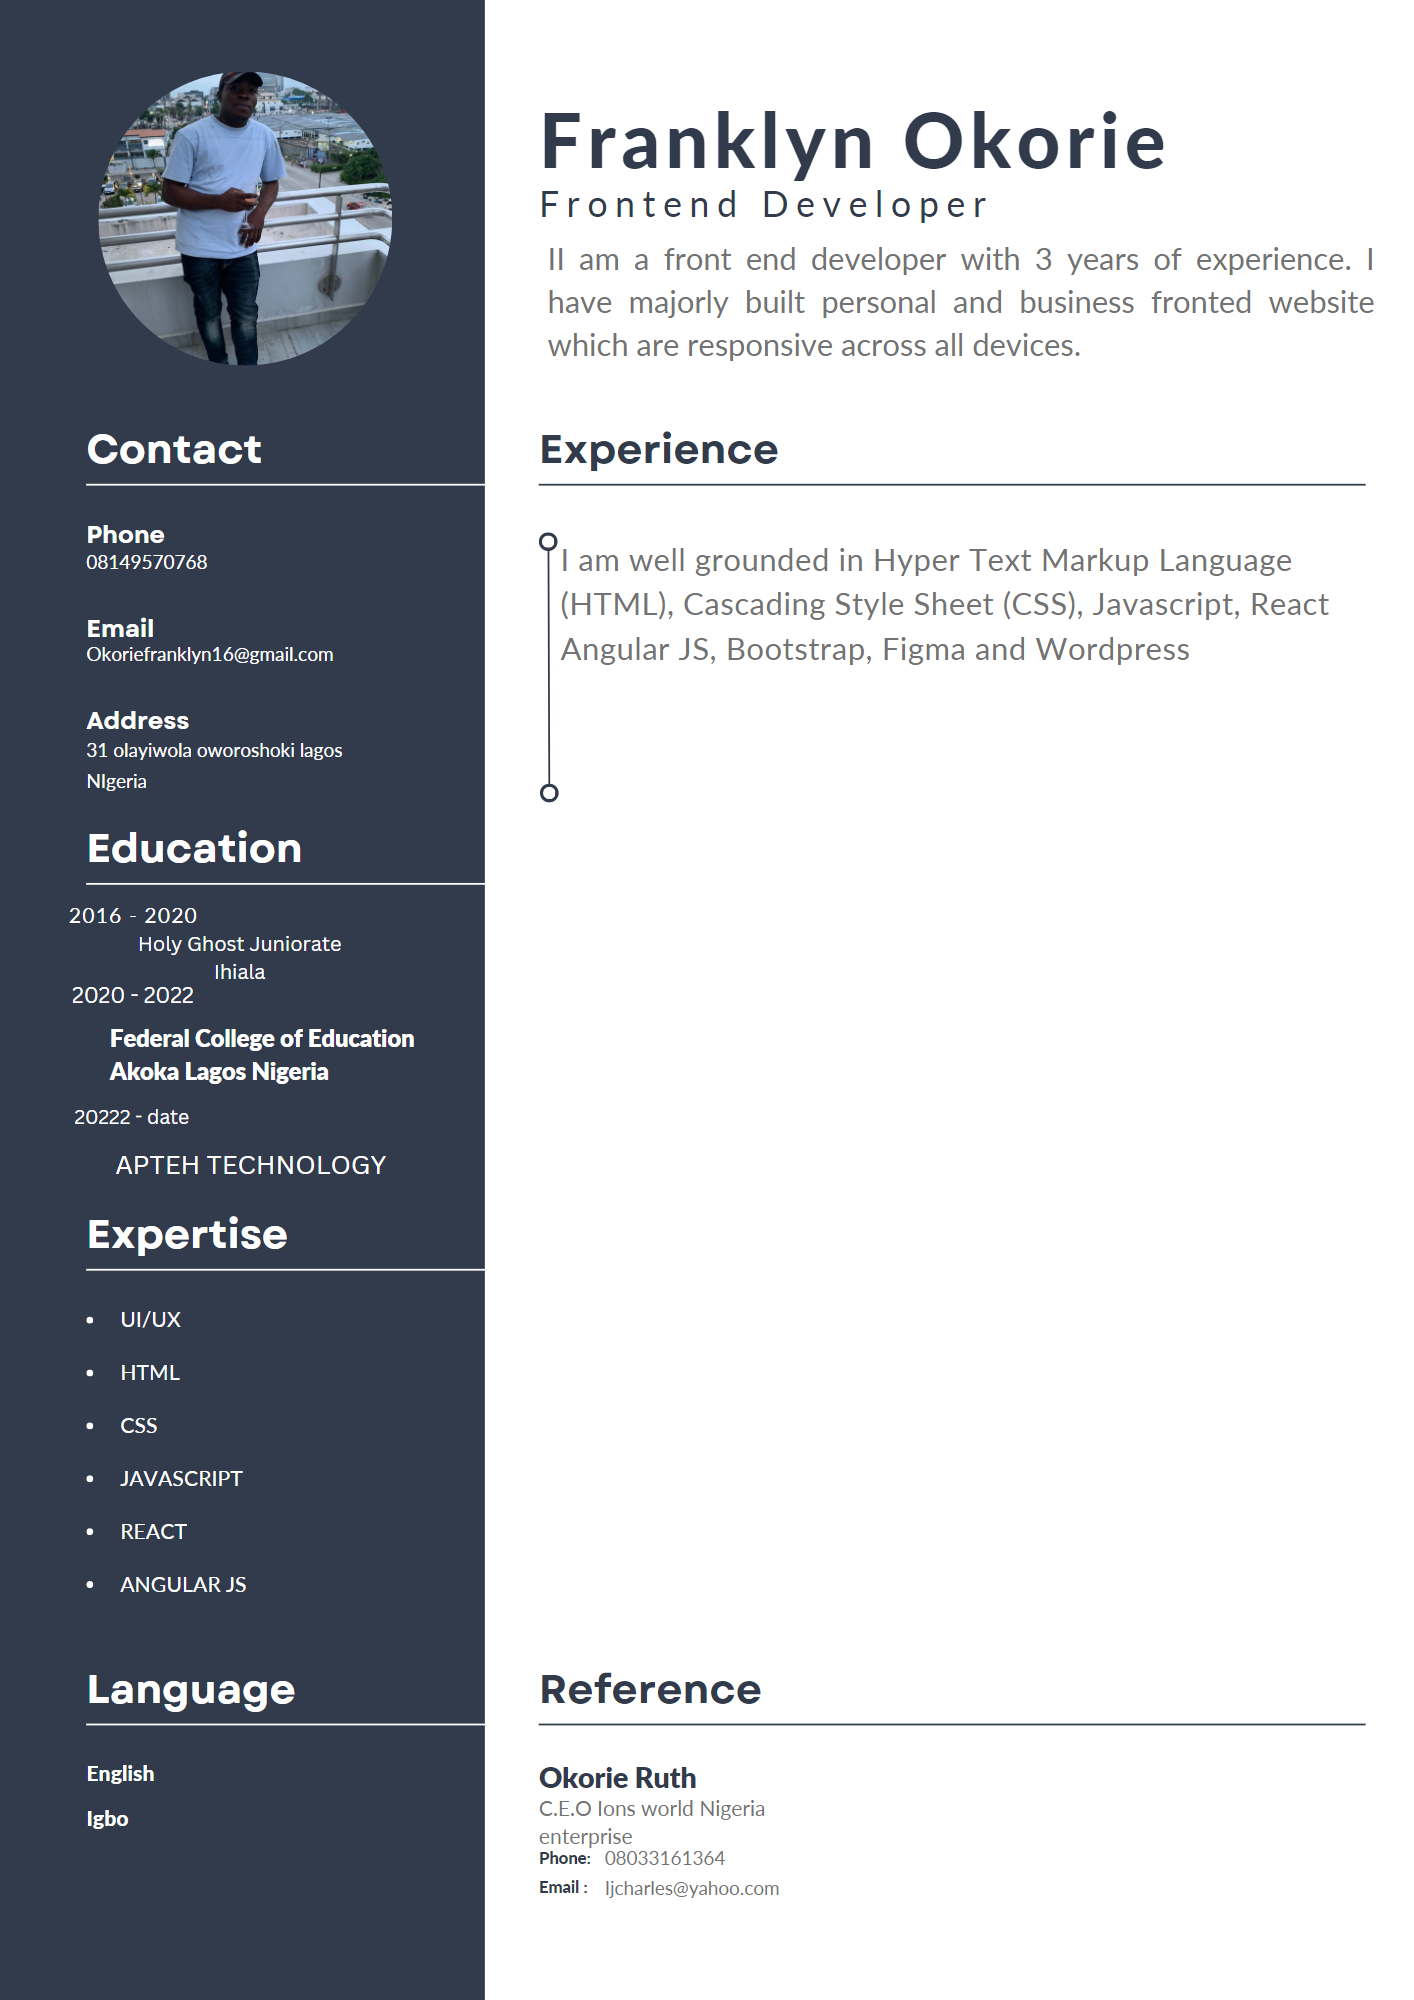 Franklyn Okorie
Frontend Developer
II am a front end developer with 3 years of experience. I
have majorly built personal and business fronted website
which are responsive across all devices.
Contact
Phone
08149570768
Email
Okoriefranklyn16@gmail.com
Address
31 olayiwola oworoshoki lagos
NIgeria
Education
2016 - 2020
Holy Ghost Juniorate
Ihiala
2020 - 2022
Federal College of Education
Akoka Lagos Nigeria
20222 - date
APTEH TECHNOLOGY
Expertise
• UI/UX
• HTML
• CSS
• JAVASCRIPT
• REACT
• ANGULAR JS
Language
English
Igbo
Experience
I am well grounded in Hyper Text Markup Language
(HTML), Cascading Style Sheet (CSS), Javascript, React
Angular JS, Bootstrap, Figma and Wordpress
Reference
Okorie Ruth
C.E.O Ions world Nigeria
enterprise
Phone: 08033161364
Email : Ijcharles@yahoo.com